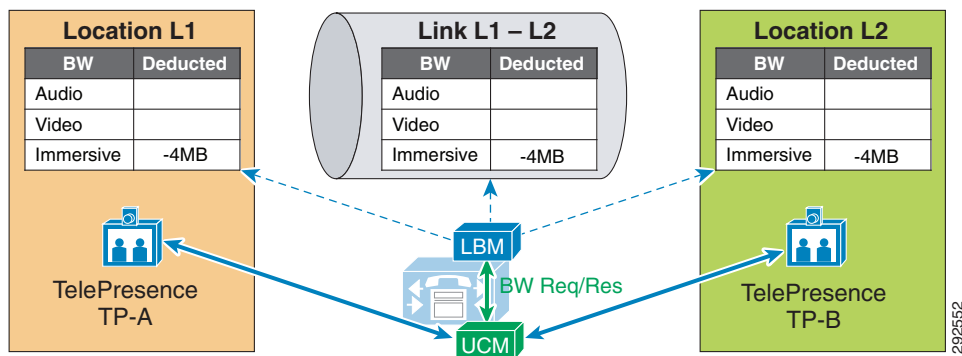 Location L1
BW Deducted
Audio
Video
Immersive -4MB
TelePresence
TP-A
Link L1 – L2
BW Deducted
Audio
Video
Immersive -4MB
LBM
BW Req/Res
UCM
Location L2
BW Deducted
Audio
Video
Immersive -4MB
TelePresence
TP-B
292552